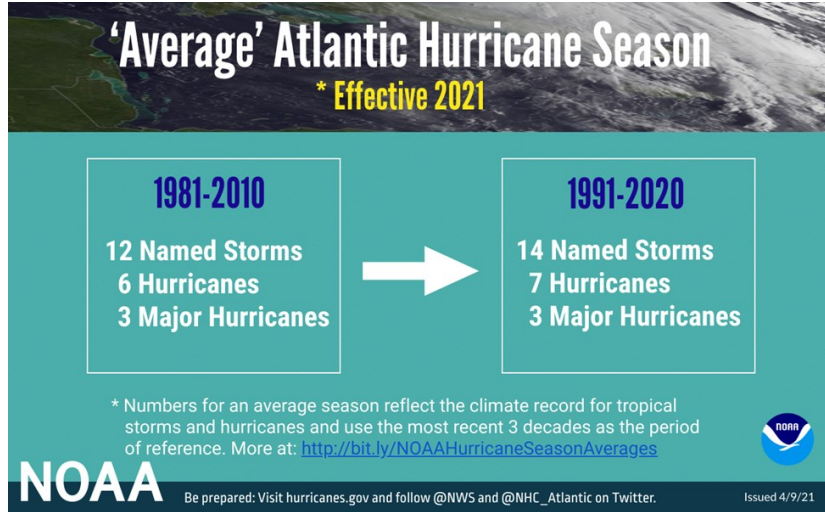 'Average' Atlantic Hurricane Season
* Effective 2021
1981-2010
12 Named Storms
6 Hurricanes
3 Major Hurricanes
1991-2020
14 Named Storms
7 Hurricanes
3 Major Hurricanes
* Numbers for an average season reflect the climate record for tropical
storms and hurricanes and use the most recent 3 decades as the period
of reference. More at: http://bit.ly/NOAAHurricaneSeasonAverages
NOAA
NOAA
Be prepared: Visit hurricanes.gov and follow @NWS and @NHC_Atlantic on Twitter.
Issued 4/9/21